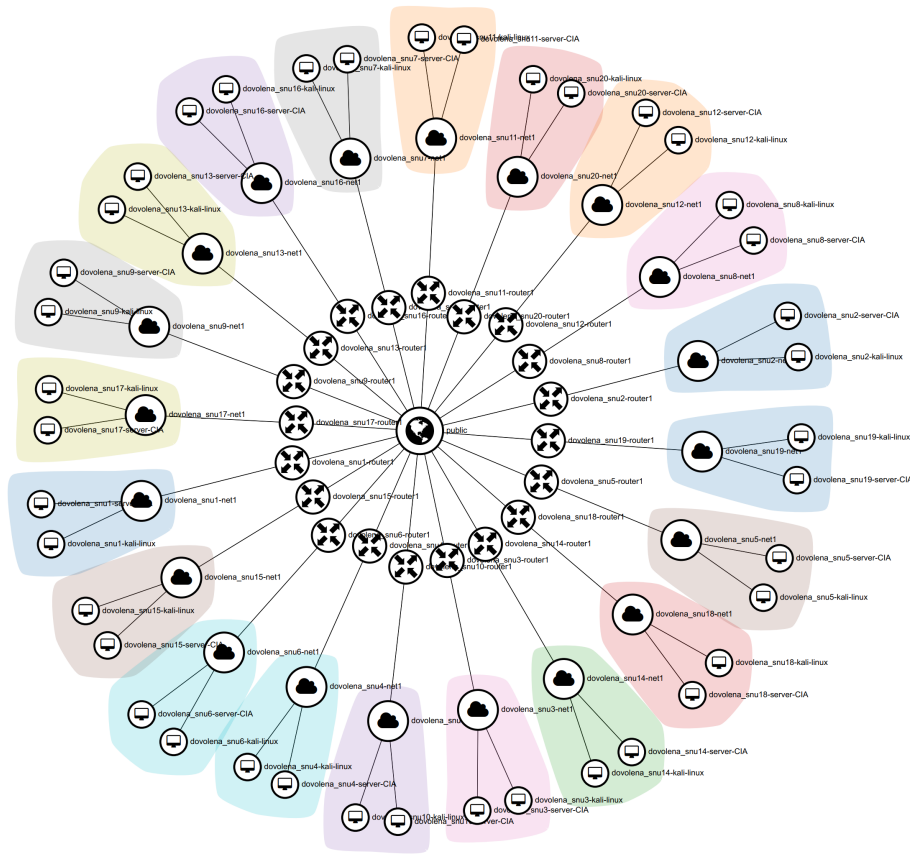 dovolena_snu11-server-CIA
dovolena_snu7-server-CIA
dovolena_snu20-kali-linux
dovolena_snu16-kali-linux
dovolena_snu20-server-CIA
dovolena_snu16-server-CIA
dovolena_snu12-server-CIA
dovolena_snu11-net1
dovolena_snu12-kali-linux
dovolena_snu13-server-CIA
dovolena_snu20-net1
dovolena_snu16-net1
dovolena_snu8-kali-linux
dovolena_snu12-net1
dovolena_snu13-kali-linux
dovolena_snu8-server-CIA
dovolena_snu13-net1
dovolena_snu9-server-CIA
dovolena_snu8-net1
dovolena_snu11-router1
dovolena_snu9-kali-linux
dovolena_snu2-server-CIA
dovolena_snu20-router1
dovolena_snu12-router1
dovolena_snu9-net1
dovolena_snu13-router1
dovolena_snu2-kali-linux
dovolena_snu8-router1
dovolena_snu9-router1
dovolena_snu17-kali-linux
dovolena_snu2-router1
dovolena_snu17-net1
dovolena_snu17-router1
dovolena_snu17-server-CIA
public
dovolena_snu19-kali-linux
dovolena_snu19-router1
dovolena_snu19-net1
dovolena_snu1-router1
dovolena_snu19-server-CIA
dovolena_snu5-router1
dovolena_snu15-router1
dovolena_snu1-net1
dovolena_snu18-router1
dovolena_snu6-router1
dovolena_snu5-net1
dovolena_snu1-kali-linux
dovolena_snu14-router1
dovolena_snu5-server-CIA
dovolena_snu3-router1
dovolena_snu10-router1
dovolena_snu15-net1
dovolena_snu5-kali-linux
dovolena_snu15-kali-linux
dovolena_snu18-net1
dovolena_snu15-server-CIA
dovolena_snu6-net1
dovolena_snu18-kali-linux
dovolena_snu14-net1
dovolena_snu4-net1
dovolena_snu18-server-CIA
dovolena_snu3-net1
dovolena_snu6-server-CIA
dovolena_snu6-kali-linux
dovolena_snu14-server-CIA
dovolena_snu4-kali-linux
dovolena_snu14-kali-linux
dovolena_snu4-server-CIA
dovolena_snu3-kali-linux